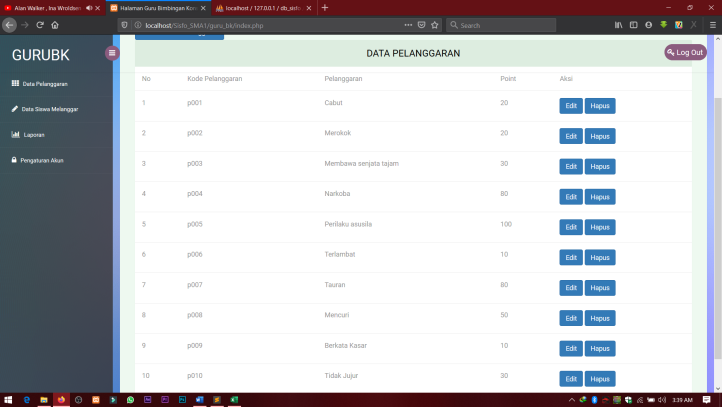 Alan Walker, Ina Wroldsen
Halaman Guru Bimbingan Kon
localhost / 127.0.0.1 / db_sisfo
localhost/Sisfo_SMA1/guru_bk/index.php
Search
GURUBK
Log Out
Data Pelanggaran
Data Siswa Melanggar
Laporan
Pengaturan Akun
DATA PELANGGARAN
No Kode Pelanggaran Pelanggaran Point Aksi
1 p001 Cabut 20 Edit Hapus
2 p002 Merokok 20 Edit Hapus
3 p003 Membawa senjata tajam 30 Edit Hapus
4 p004 Narkoba 80 Edit Hapus
5 p005 Perilaku asusila 100 Edit Hapus
6 p006 Terlambat 10 Edit Hapus
7 p007 Tauran 80 Edit Hapus
8 p008 Mencuri 50 Edit Hapus
9 p009 Berkata Kasar 10 Edit Hapus
10 p010 Tidak Jujur 30 Edit Hapus
3:39 AM